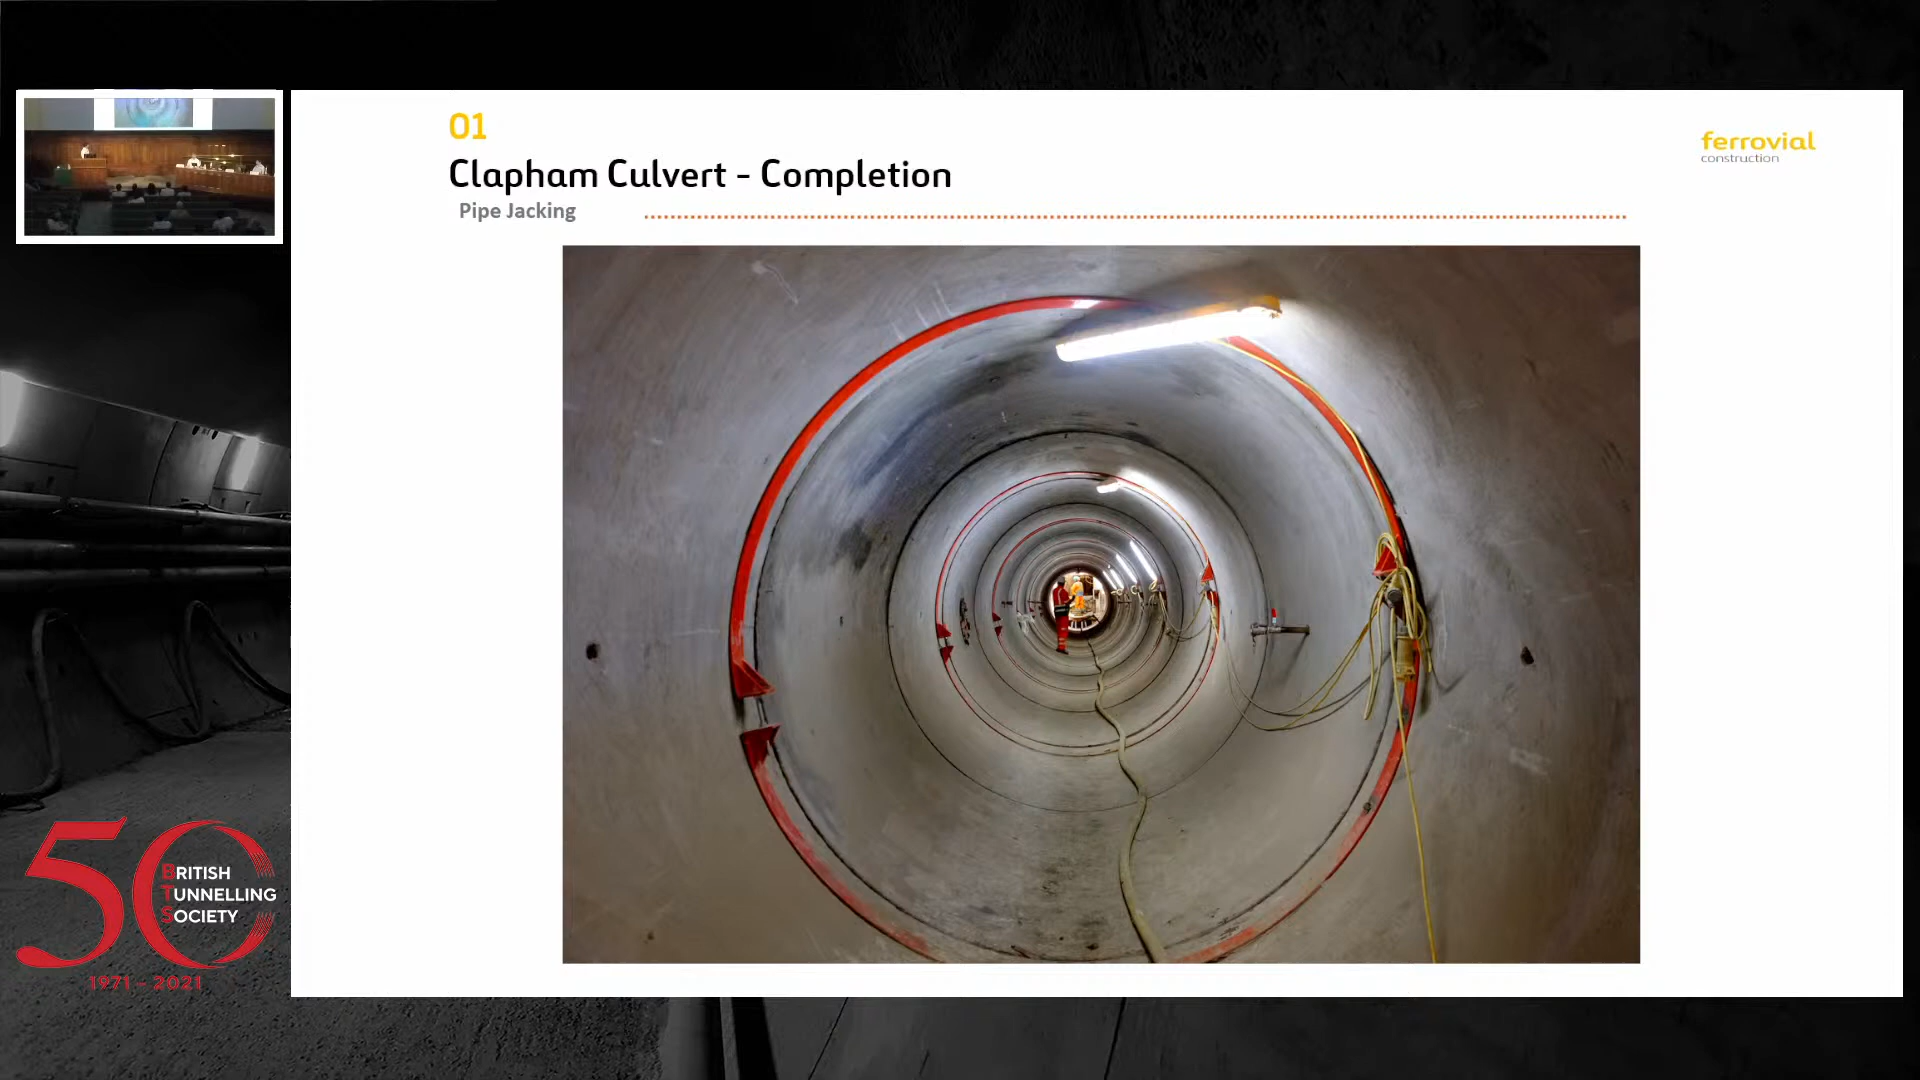 01
Clapham Culvert - Completion
Pipe Jacking
ferrovial
construction
50
BRITISH
TUNNELLING
SOCIETY
1971 - 2021